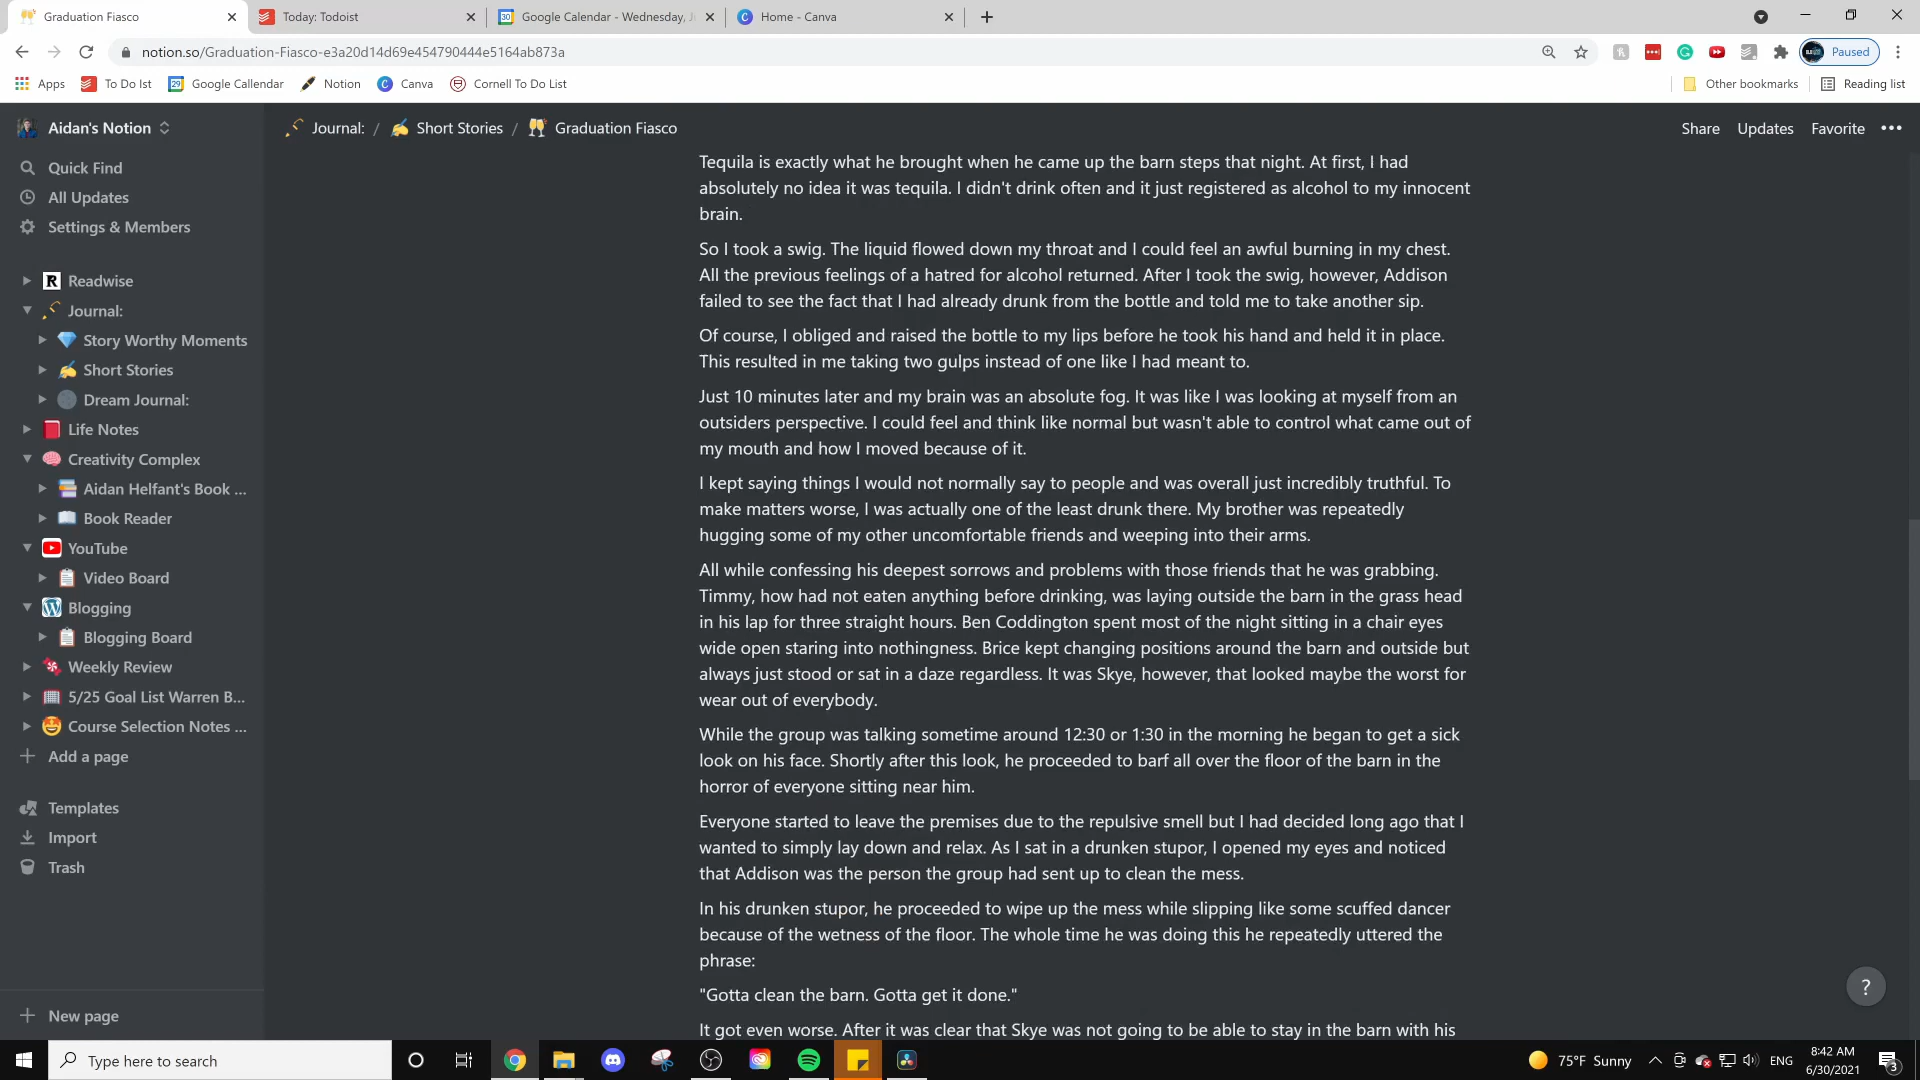 Graduation Fiasco
Today: Todoist
Google Calendar - Wednesday, J
Home - Canva
notion.so/Graduation-Fiasco-e3a20d14d69e454790444e5164ab873a
Paused
Apps
To Do Ist
Google Callendar
Notion
Canva
Cornell To Do List
Other bookmarks
Reading list
Aidan's Notion
Journal: / Short Stories / Graduation Fiasco
Share
Updates
Favorite
Quick Find
All Updates
Settings & Members
Readwise
Journal:
Story Worthy Moments
Short Stories
Dream Journal:
Life Notes
Creativity Complex
Aidan Helfant's Book ...
Book Reader
YouTube
Video Board
Blogging
Blogging Board
Weekly Review
5/25 Goal List Warren B...
Course Selection Notes ...
Add a page
Templates
Import
Trash
New page
Tequila is exactly what he brought when he came up the barn steps that night. At first, I had
absolutely no idea it was tequila. I didn't drink often and it just registered as alcohol to my innocent
brain.
So I took a swig. The liquid flowed down my throat and I could feel an awful burning in my chest.
All the previous feelings of a hatred for alcohol returned. After I took the swig, however, Addison
failed to see the fact that I had already drunk from the bottle and told me to take another sip.
Of course, I obliged and raised the bottle to my lips before he took his hand and held it in place.
This resulted in me taking two gulps instead of one like I had meant to.
Just 10 minutes later and my brain was an absolute fog. It was like I was looking at myself from an
outsiders perspective. I could feel and think like normal but wasn't able to control what came out of
my mouth and how I moved because of it.
I kept saying things I would not normally say to people and was overall just incredibly truthful. To
make matters worse, I was actually one of the least drunk there. My brother was repeatedly
hugging some of my other uncomfortable friends and weeping into their arms.
All while confessing his deepest sorrows and problems with those friends that he was grabbing.
Timmy, how had not eaten anything before drinking, was laying outside the barn in the grass head
in his lap for three straight hours. Ben Coddington spent most of the night sitting in a chair eyes
wide open staring into nothingness. Brice kept changing positions around the barn and outside but
always just stood or sat in a daze regardless. It was Skye, however, that looked maybe the worst for
wear out of everybody.
While the group was talking sometime around 12:30 or 1:30 in the morning he began to get a sick
look on his face. Shortly after this look, he proceeded to barf all over the floor of the barn in the
horror of everyone sitting near him.
Everyone started to leave the premises due to the repulsive smell but I had decided long ago that I
wanted to simply lay down and relax. As I sat in a drunken stupor, I opened my eyes and noticed
that Addison was the person the group had sent up to clean the mess.
In his drunken stupor, he proceeded to wipe up the mess while slipping like some scuffed dancer
because of the wetness of the floor. The whole time he was doing this he repeatedly uttered the
phrase:
"Gotta clean the barn. Gotta get it done."
It got even worse. After it was clear that Skye was not going to be able to stay in the barn with his
?
Type here to search
75°F Sunny
ENG
8:42 AM
6/30/2021
3